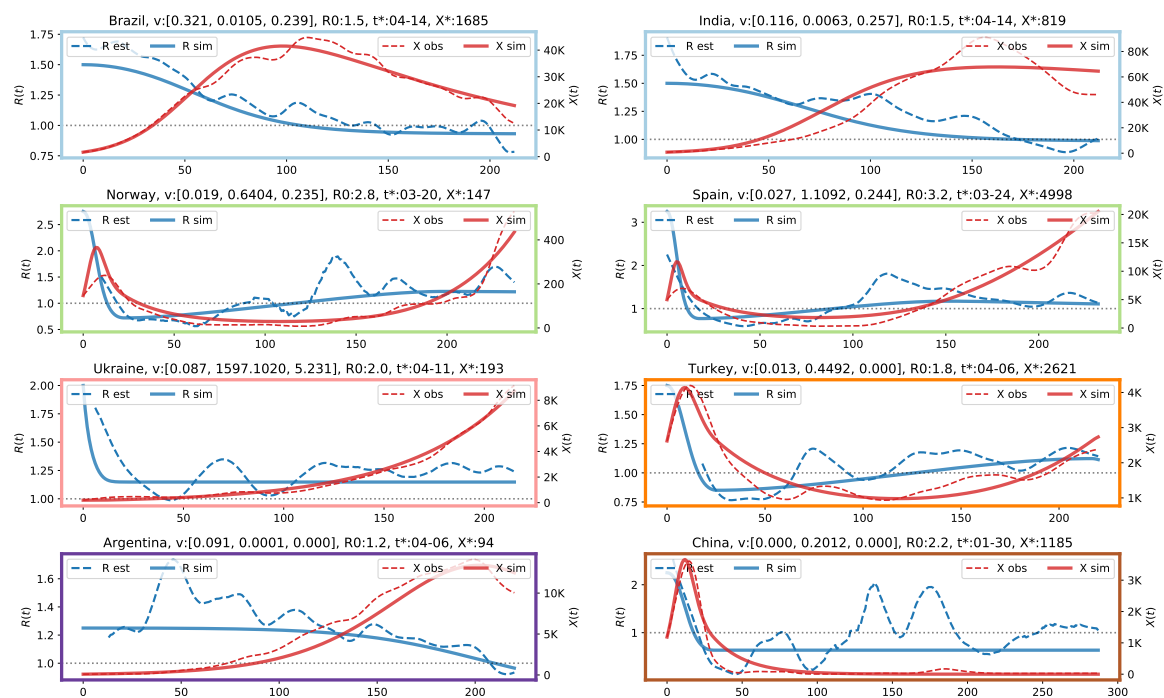 Brazil, v:[0.321, 0.0105, 0.239], R0:1.5, t*:04-14, X*:1685
R est R sim X obs X sim
1.75 1.50 1.25 1.00 0.75
R(t)
40K 30K 20K 10K 0
X(t)
0 50 100 150 200
India, v:[0.116, 0.0063, 0.257], R0:1.5, t*:04-14, X*:819
R est R sim X obs X sim
1.50 1.25 1.00
R(t)
80K 60K 40K 20K 0
X(t)
0 50 100 150 200
Norway, v:[0.019, 0.6404, 0.235], R0:2.8, t*:03-20, X*:147
R est R sim X obs X sim
2.5 2.0 1.5 1.0 0.5
R(t)
400 200 0
X(t)
0 50 100 150 200
Spain, v:[0.027, 1.1092, 0.244], R0:3.2, t*:03-24, X*:4998
R est R sim X obs X sim
3 2 1
R(t)
20K 15K 10K 5K 0
X(t)
0 50 100 150 200
Ukraine, v:[0.087, 1597.1020, 5.231], R0:2.0, t*:04-11, X*:193
R est R sim X obs X sim
2.00 1.75 1.50 1.25 1.00
R(t)
8K 6K 4K 2K 0
X(t)
0 50 100 150 200
Turkey, v:[0.013, 0.4492, 0.000], R0:1.8, t*:04-06, X*:2621
R est R sim X obs X sim
1.75 1.50 1.25 1.00 0.75
R(t)
4K 3K 2K 1K
X(t)
0 50 100 150 200
Argentina, v:[0.091, 0.0001, 0.000], R0:1.2, t*:04-06, X*:94
R est R sim X obs X sim
1.6 1.4 1.2 1.0
R(t)
10K 5K 0
X(t)
0 50 100 150 200
China, v:[0.000, 0.2012, 0.000], R0:2.2, t*:01-30, X*:1185
R est R sim X obs X sim
2 1
R(t)
3K 2K 1K 0
X(t)
0 50 100 150 200 250 300